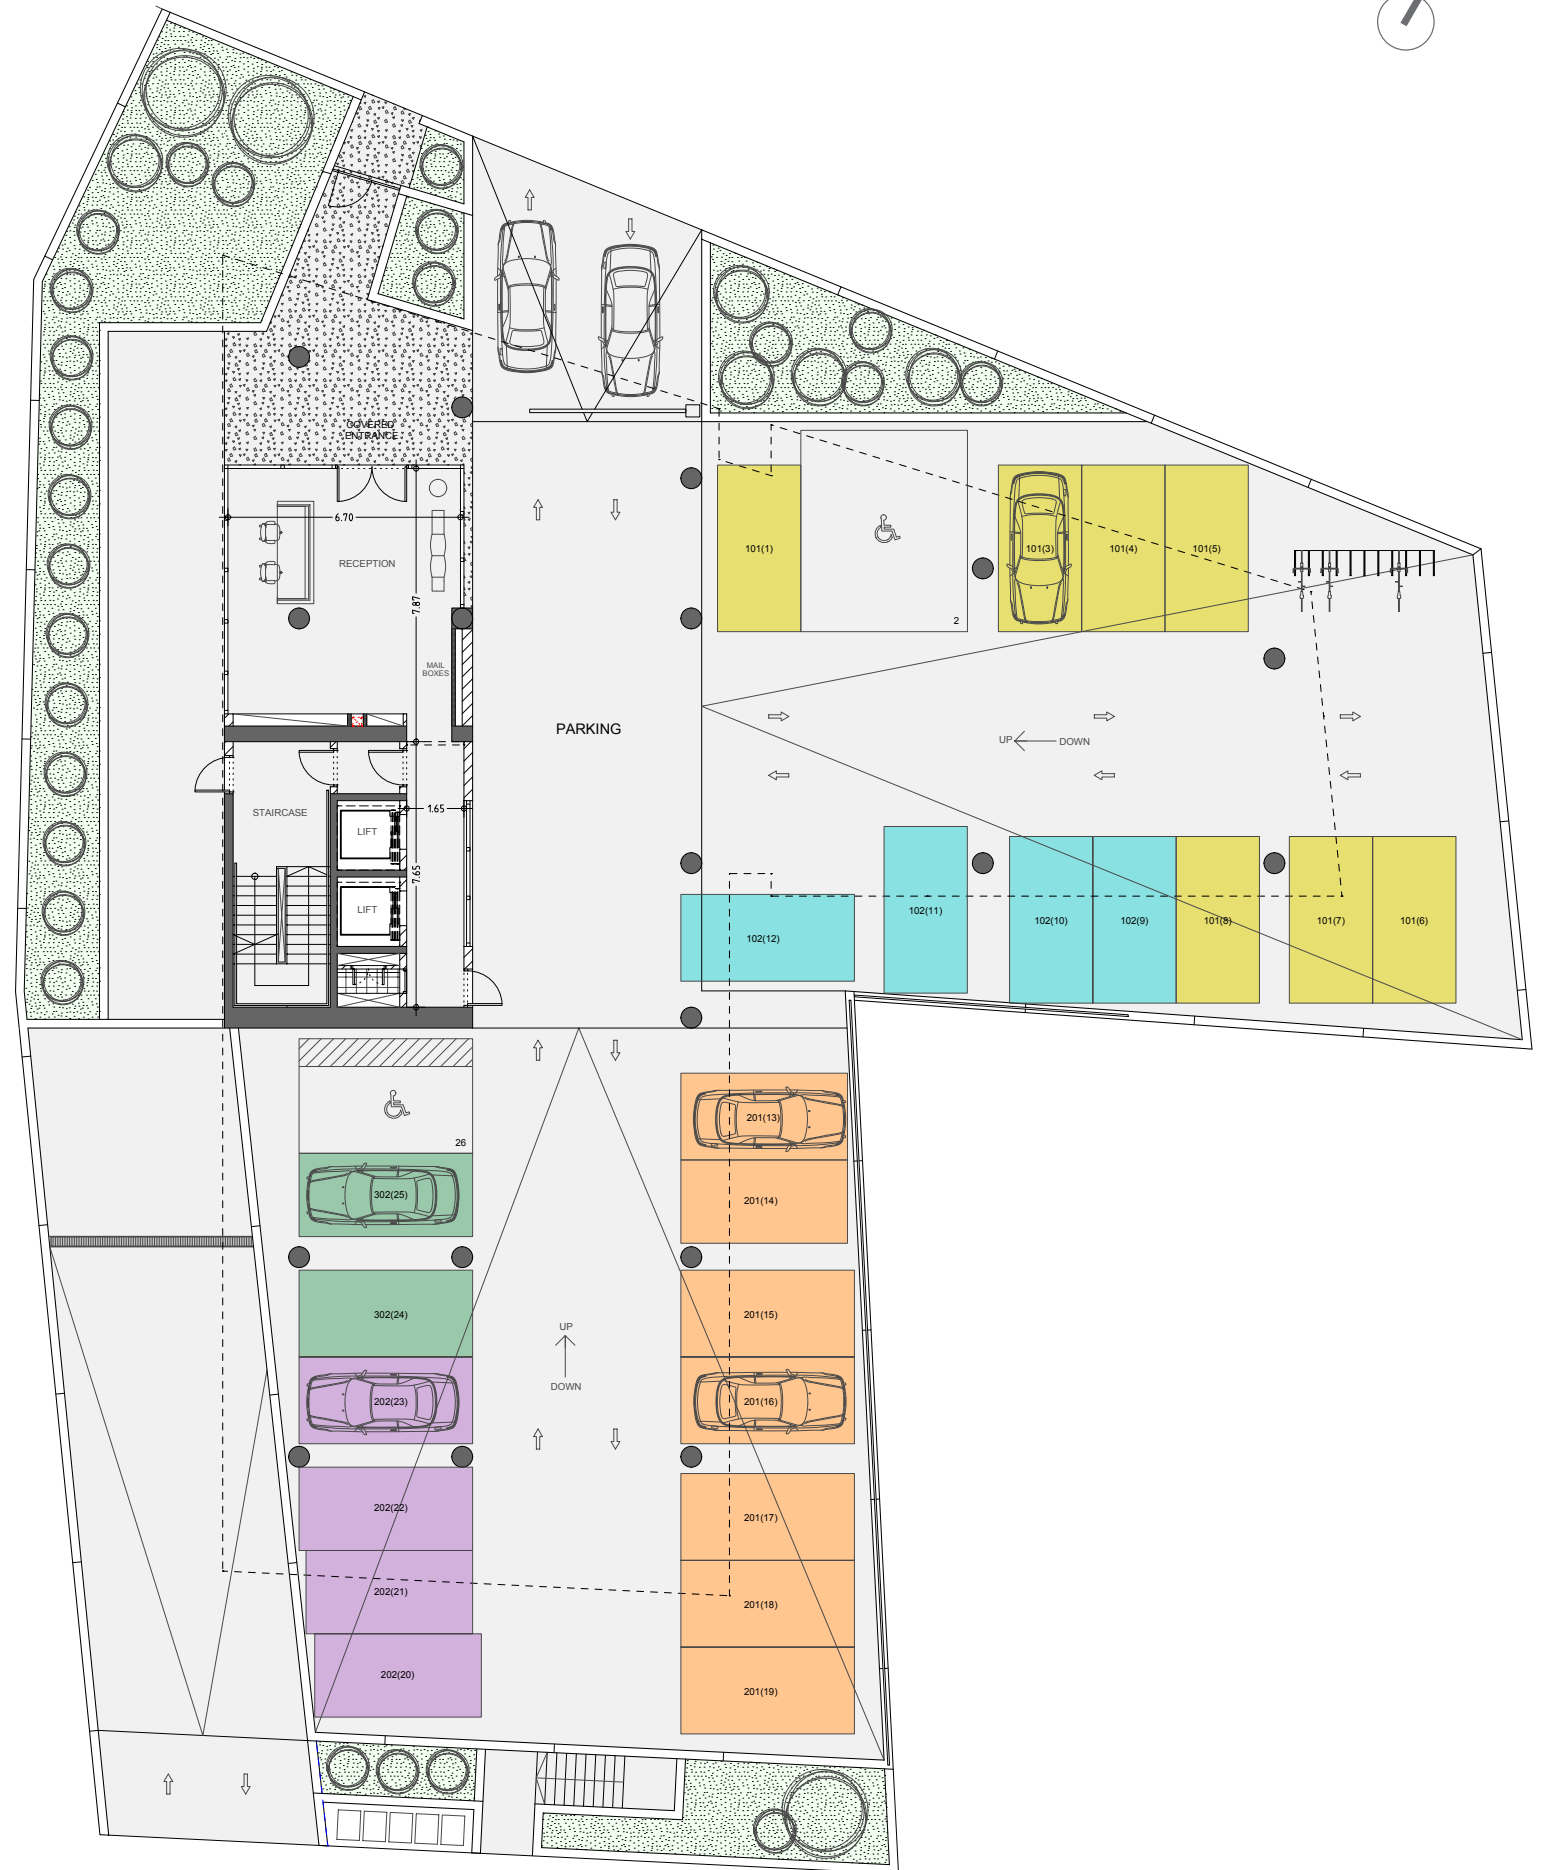 COVERED
ENTRANCE
6.70
RECEPTION
7.87
MAIL
BOXES
101(1)
2
101(3)
101(4)
101(5)
PARKING
UP
DOWN
STAIRCASE
LIFT
1.65
7.65
LIFT
102(12)
102(11)
102(10)
102(9)
101(8)
101(7)
101(6)
26
201(13)
302(25)
201(14)
302(24)
UP
201(15)
DOWN
202(23)
201(16)
202(22)
201(17)
202(21)
201(18)
202(20)
201(19)